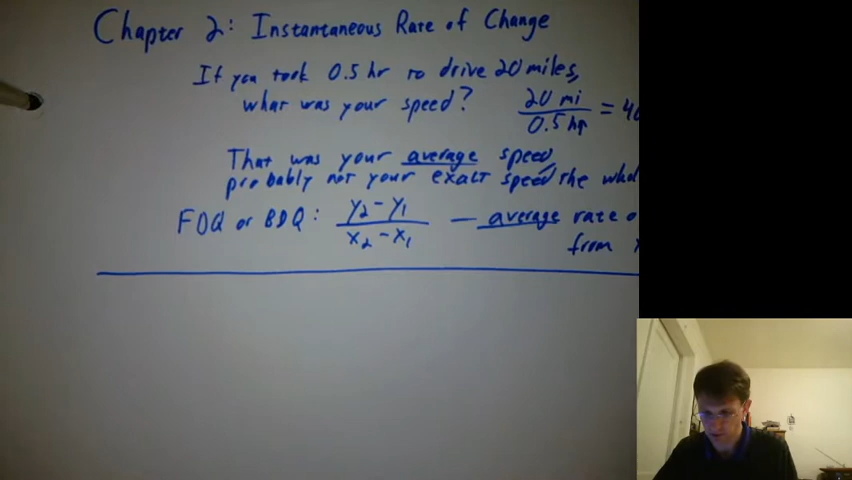 Chapter 2: Instantaneous Rate of Change
If you took 0.5 hr to drive 20 miles,
what was your speed? 20 mi / 0.5 hr = 40
That was your average speed,
probably not your exact speed the whol
FDQ or BDQ: y₂-y₁ / x₂-x₁ — average rate o
from